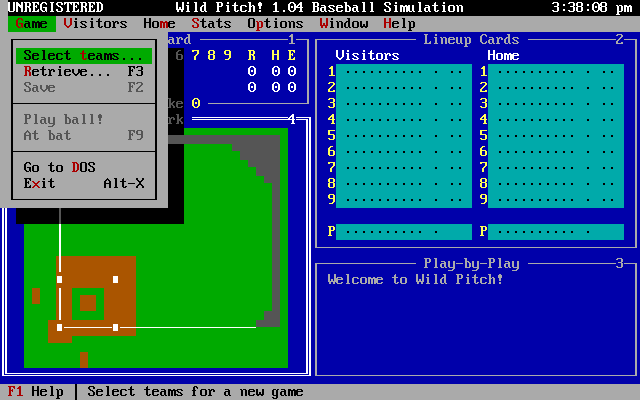 UNREGISTERED Wild Pitch! 1.04 Baseball Simulation 3:38:08 pm
Game Visitors Home Stats Options Window Help
Select teams...
Retrieve... F3
Save F2
Play ball!
At bat F9
Go to DOS
Exit Alt-X
ard 1
6 7 8 9 R H E
0 0 0
0 0 0
ke 0
rk 4
Lineup Cards 2
Visitors Home
1 .......... . .. 1 .......... . ..
2 .......... . .. 2 .......... . ..
3 .......... . .. 3 .......... . ..
4 .......... . .. 4 .......... . ..
5 .......... . .. 5 .......... . ..
6 .......... . .. 6 .......... . ..
7 .......... . .. 7 .......... . ..
8 .......... . .. 8 .......... . ..
9 .......... . .. 9 .......... . ..
P .......... .. P .......... ..
Play-by-Play 3
Welcome to Wild Pitch!
F1 Help | Select teams for a new game